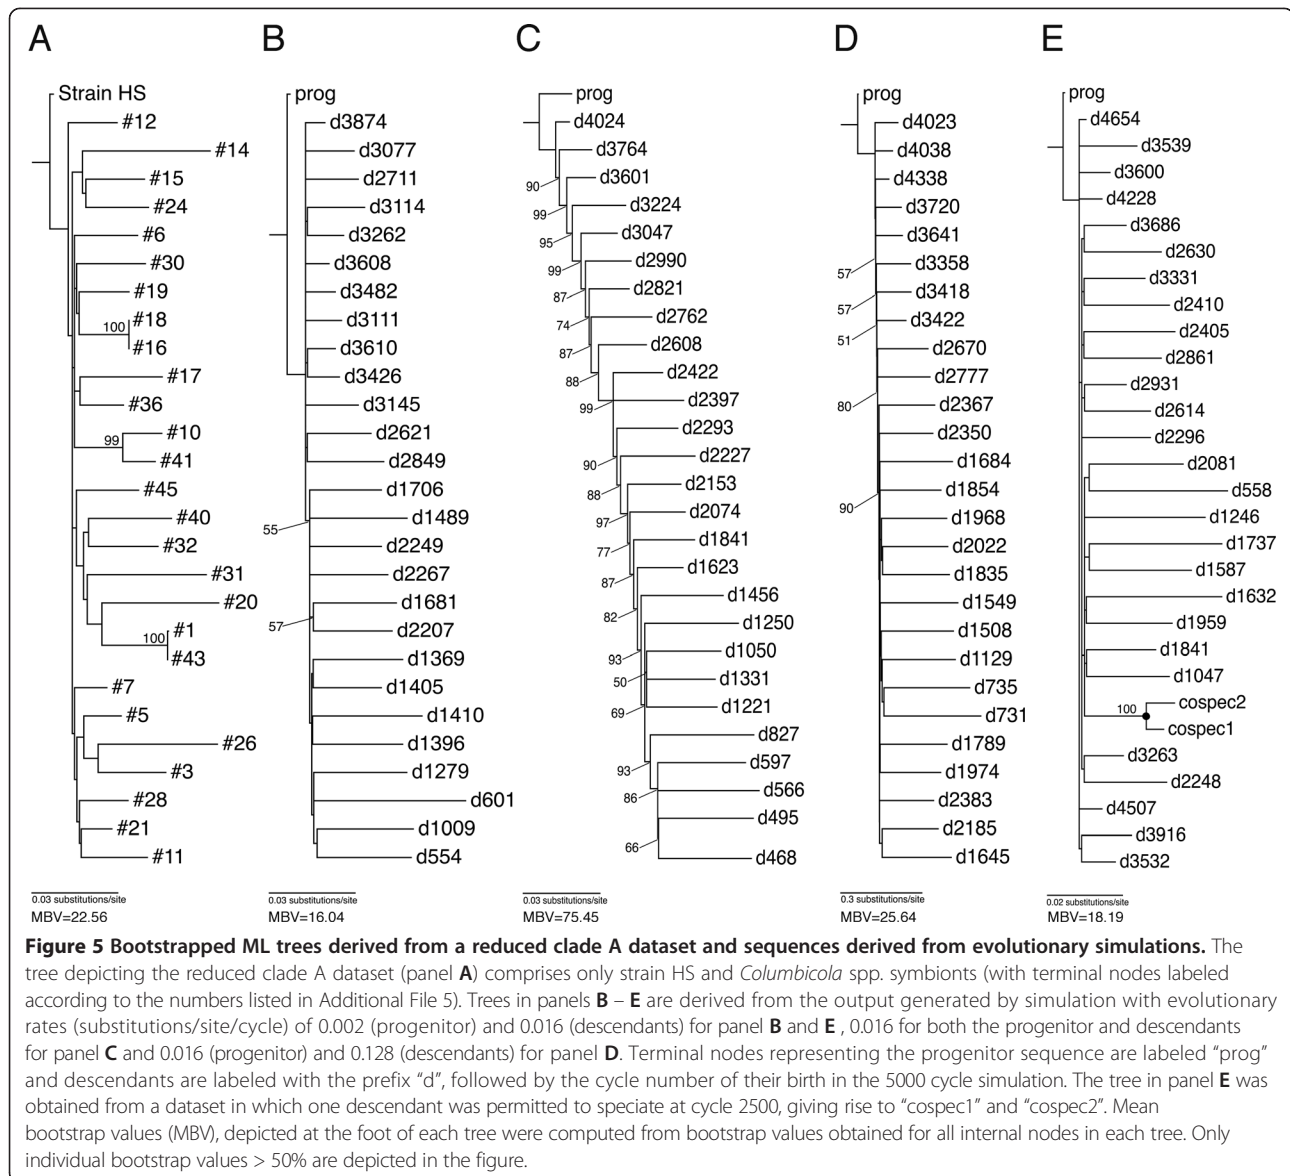 A
B
C
D
E
Strain HS
#12
#14
#15
#24
#6
#30
#19
#18
100
#16
#17
#36
#10
99
#41
#45
#40
#32
#31
#20
#1
100
#43
#7
#5
#26
#3
#28
#21
#11
0.03 substitutions/site
MBV=22.56
prog
d3874
d3077
d2711
d3114
d3262
d3608
d3482
d3111
d3610
d3426
d3145
d2621
d2849
d1706
d1489
55
d2249
d2267
d1681
57
d2207
d1369
d1405
d1410
d1396
d1279
d601
d1009
d554
0.03 substitutions/site
MBV=16.04
prog
d4024
d3764
90
d3601
d3224
99
d3047
95
d2990
99
d2821
87
d2762
74
d2608
87
d2422
88
d2397
99
d2293
d2227
90
d2153
88
d2074
97
d1841
77
d1623
87
d1456
82
d1250
d1050
93
d1331
50
d1221
69
d827
d597
93
d566
86
d495
66
d468
0.03 substitutions/site
MBV=75.45
prog
d4023
d4038
d4338
d3720
d3641
d3358
57
d3418
57
d3422
51
d2670
d2777
d2367
80
d2350
d1684
d1854
90
d1968
d2022
d1835
d1549
d1508
d1129
d735
d731
d1789
d1974
d2383
d2185
d1645
0.3 substitutions/site
MBV=25.64
prog
d4654
d3539
d3600
d4228
d3686
d2630
d3331
d2410
d2405
d2861
d2931
d2614
d2296
d2081
d558
d1246
d1737
d1587
d1632
d1959
d1841
d1047
cospec2
100
cospec1
d3263
d2248
d4507
d3916
d3532
0.02 substitutions/site
MBV=18.19
Figure 5 Bootstrapped ML trees derived from a reduced clade A dataset and sequences derived from evolutionary simulations. The
tree depicting the reduced clade A dataset (panel A) comprises only strain HS and Columbicola spp. symbionts (with terminal nodes labeled
according to the numbers listed in Additional File 5). Trees in panels B – E are derived from the output generated by simulation with evolutionary
rates (substitutions/site/cycle) of 0.002 (progenitor) and 0.016 (descendants) for panel B and E , 0.016 for both the progenitor and descendants
for panel C and 0.016 (progenitor) and 0.128 (descendants) for panel D. Terminal nodes representing the progenitor sequence are labeled “prog”
and descendants are labeled with the prefix “d”, followed by the cycle number of their birth in the 5000 cycle simulation. The tree in panel E was
obtained from a dataset in which one descendant was permitted to speciate at cycle 2500, giving rise to “cospec1” and “cospec2”. Mean
bootstrap values (MBV), depicted at the foot of each tree were computed from bootstrap values obtained for all internal nodes in each tree. Only
individual bootstrap values > 50% are depicted in the figure.